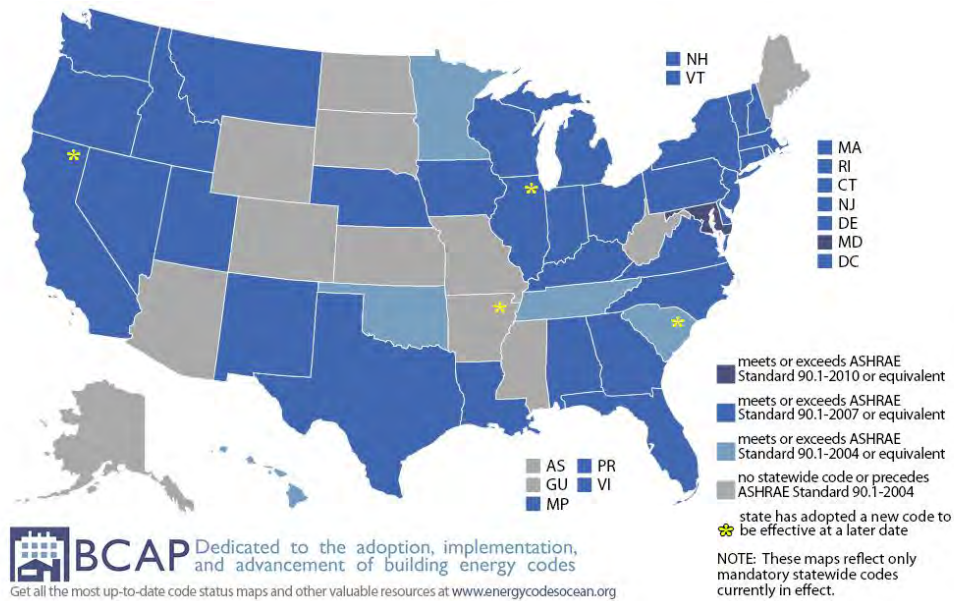 NH
VT
MA
RI
CT
NJ
DE
MD
DC
meets or exceeds ASHRAE
Standard 90.1-2010 or equivalent
meets or exceeds ASHRAE
Standard 90.1-2007 or equivalent
meets or exceeds ASHRAE
Standard 90.1-2004 or equivalent
no statewide code or precedes
ASHRAE Standard 90.1-2004
* state has adopted a new code to
be effective at a later date
NOTE: These maps reflect only
mandatory statewide codes
currently in effect.
AS PR
GU VI
MP
BCAP Dedicated to the adoption, implementation,
and advancement of building energy codes
Get all the most up-to-date code status maps and other valuable resources at www.energycodesocean.org